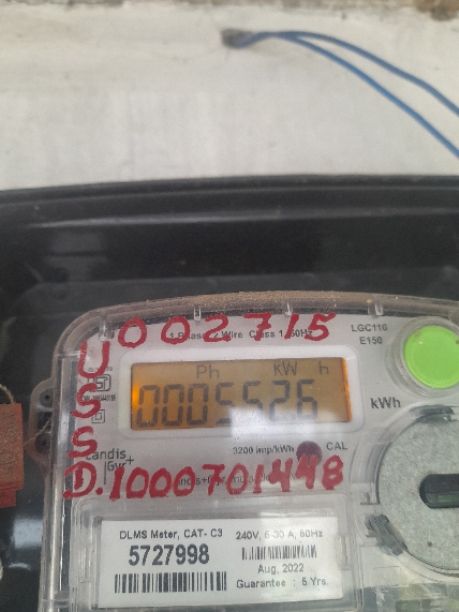 U002715
1 Phase 2 Wire Class 1, 50Hz
LGC110
E150
Ph kW h
0005526
kWh
S
S
Landis
Gyr+
3200 imp/kWh
CAL
D.1000701448
DLMS Meter, CAT- C3
240V, 5-30 A, 50Hz
5727998
Aug, 2022
Guarantee : 5 Yrs.